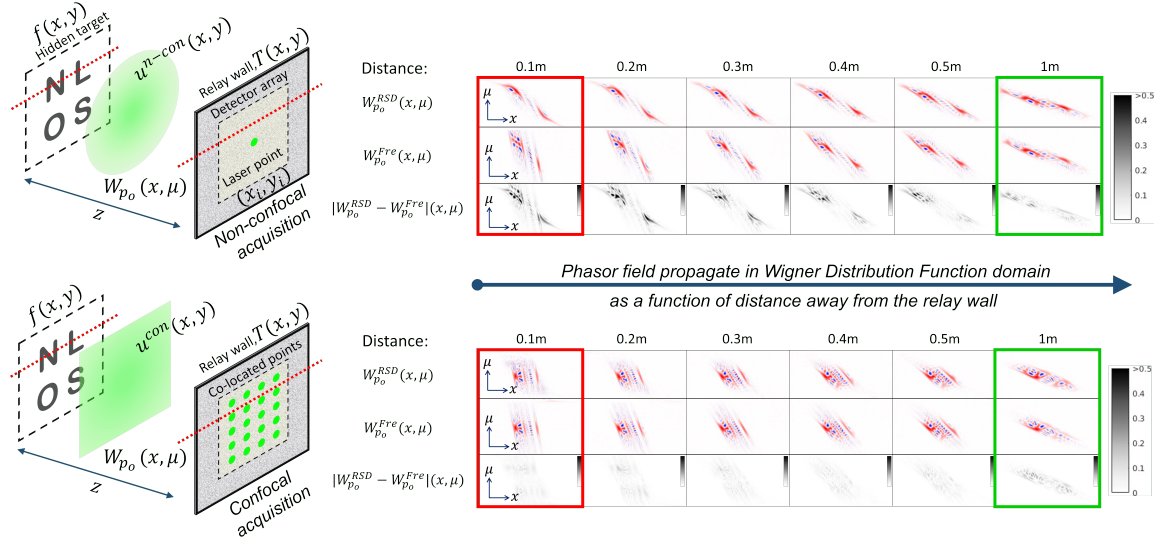 f(x,y)
Hidden target
u^{n-con}(x,y)
NL
OS
Relay wall, T(x,y)
Detector array
Laser point
(x_i,y_i)
Non-confocal
acquisition
W_{p_o}(x,μ)
z
Distance:
0.1m 0.2m 0.3m 0.4m 0.5m 1m
W_{p_o}^{RSD}(x,μ)
μ
x
W_{p_o}^{Fre}(x,μ)
μ
x
|W_{p_o}^{RSD} − W_{p_o}^{Fre}|(x,μ)
μ
x
>0.5
0.4
0.3
0.2
0.1
0
Phasor field propagate in Wigner Distribution Function domain
as a function of distance away from the relay wall
f(x,y)
u^{con}(x,y)
NL
OS
Relay wall, T(x,y)
Co-located points
Confocal
acquisition
W_{p_o}(x,μ)
z
Distance:
0.1m 0.2m 0.3m 0.4m 0.5m 1m
W_{p_o}^{RSD}(x,μ)
μ
x
W_{p_o}^{Fre}(x,μ)
μ
x
|W_{p_o}^{RSD} − W_{p_o}^{Fre}|(x,μ)
μ
x
>0.5
0.4
0.3
0.2
0.1
0